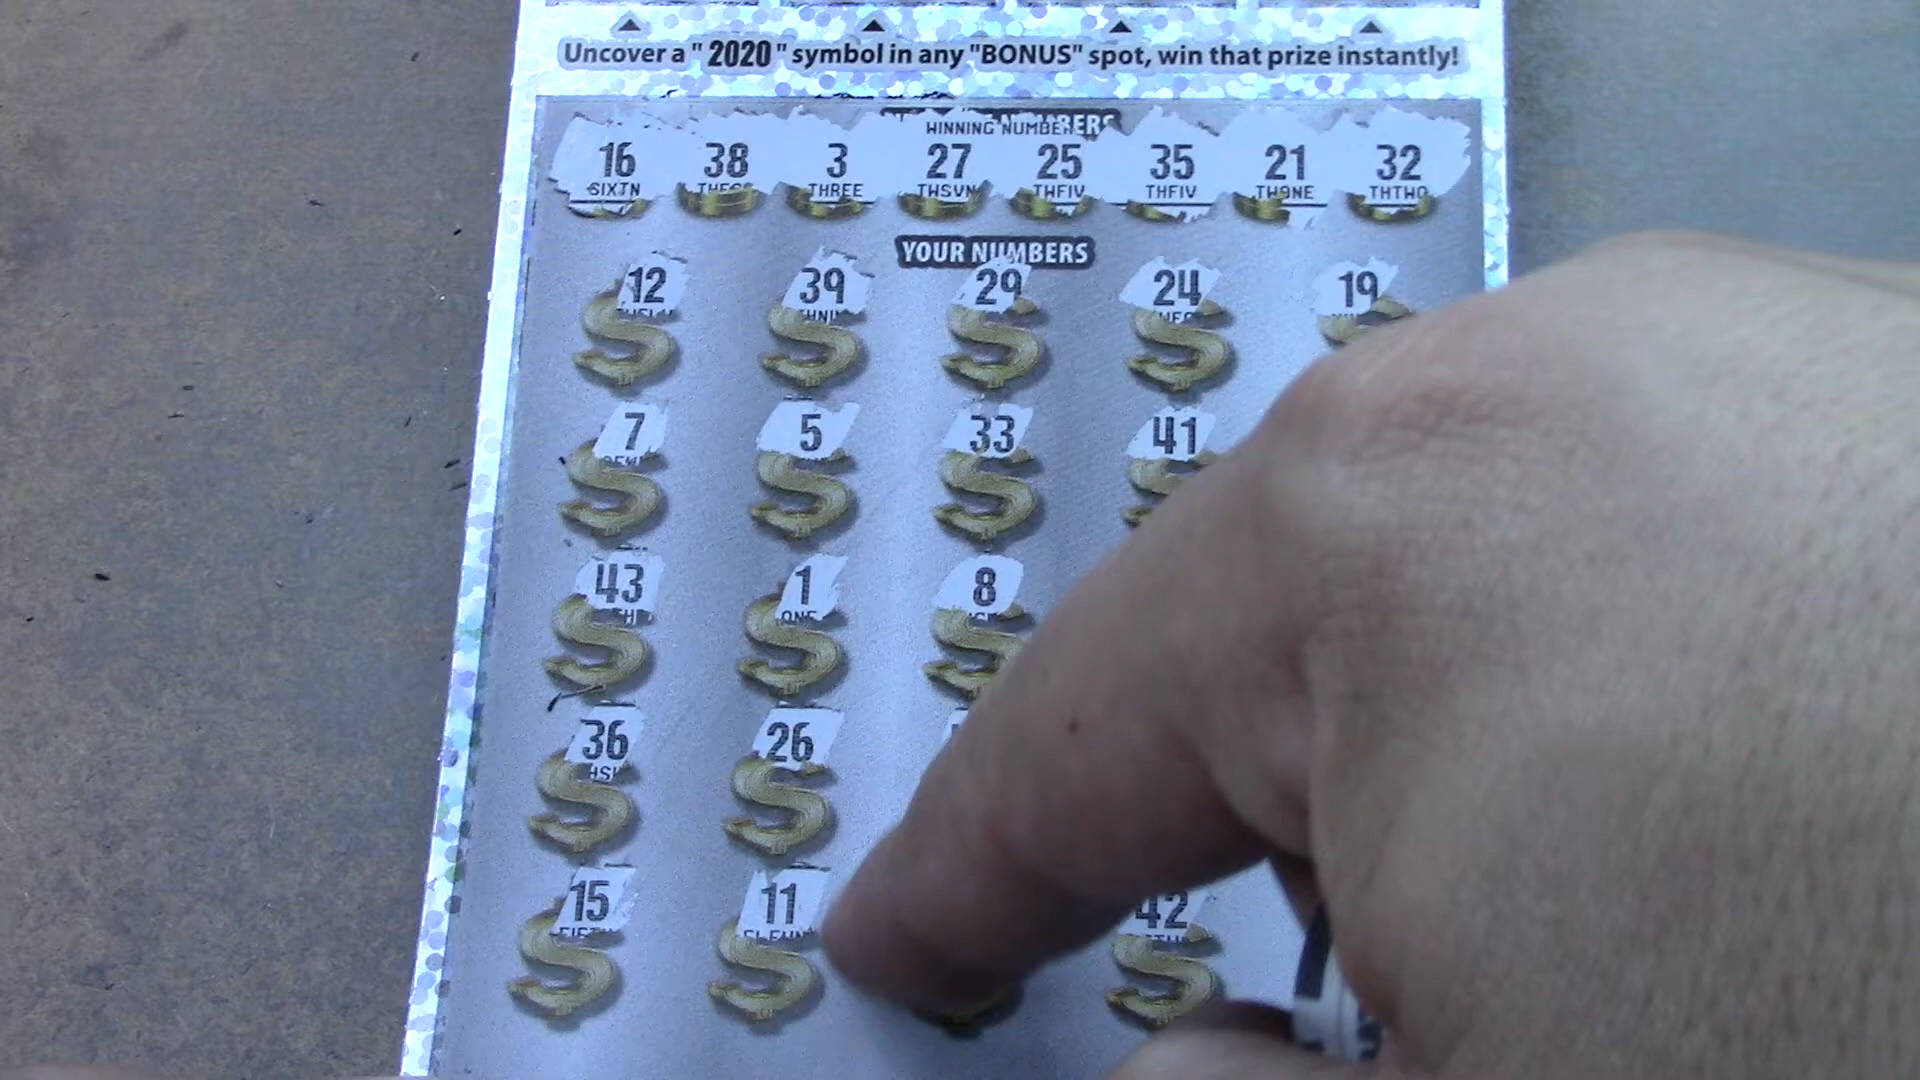 Uncover a "2020" symbol in any "BONUS" spot, win that prize instantly!
WINNING NUMBERS
16 38 3 27 25 35 21 32
SIXTN THREE THSVN THFIV THFIV TWONE THTWO
YOUR NUMBERS
12 39 29 24 19
7 5 33 41
43 1 8
ONE
36 26
15 11 42